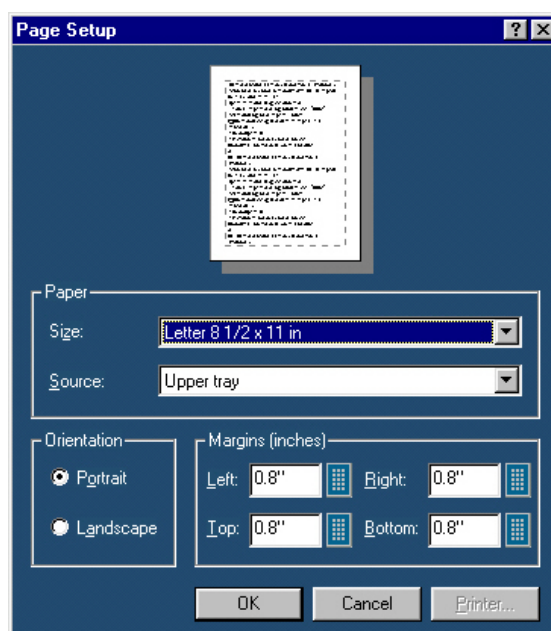 Page Setup
Paper
Size: Letter 8 1/2 x 11 in
Source: Upper tray
Orientation
Portrait
Landscape
Margins (inches)
Left: 0.8" Right: 0.8"
Top: 0.8" Bottom: 0.8"
OK Cancel Printer...